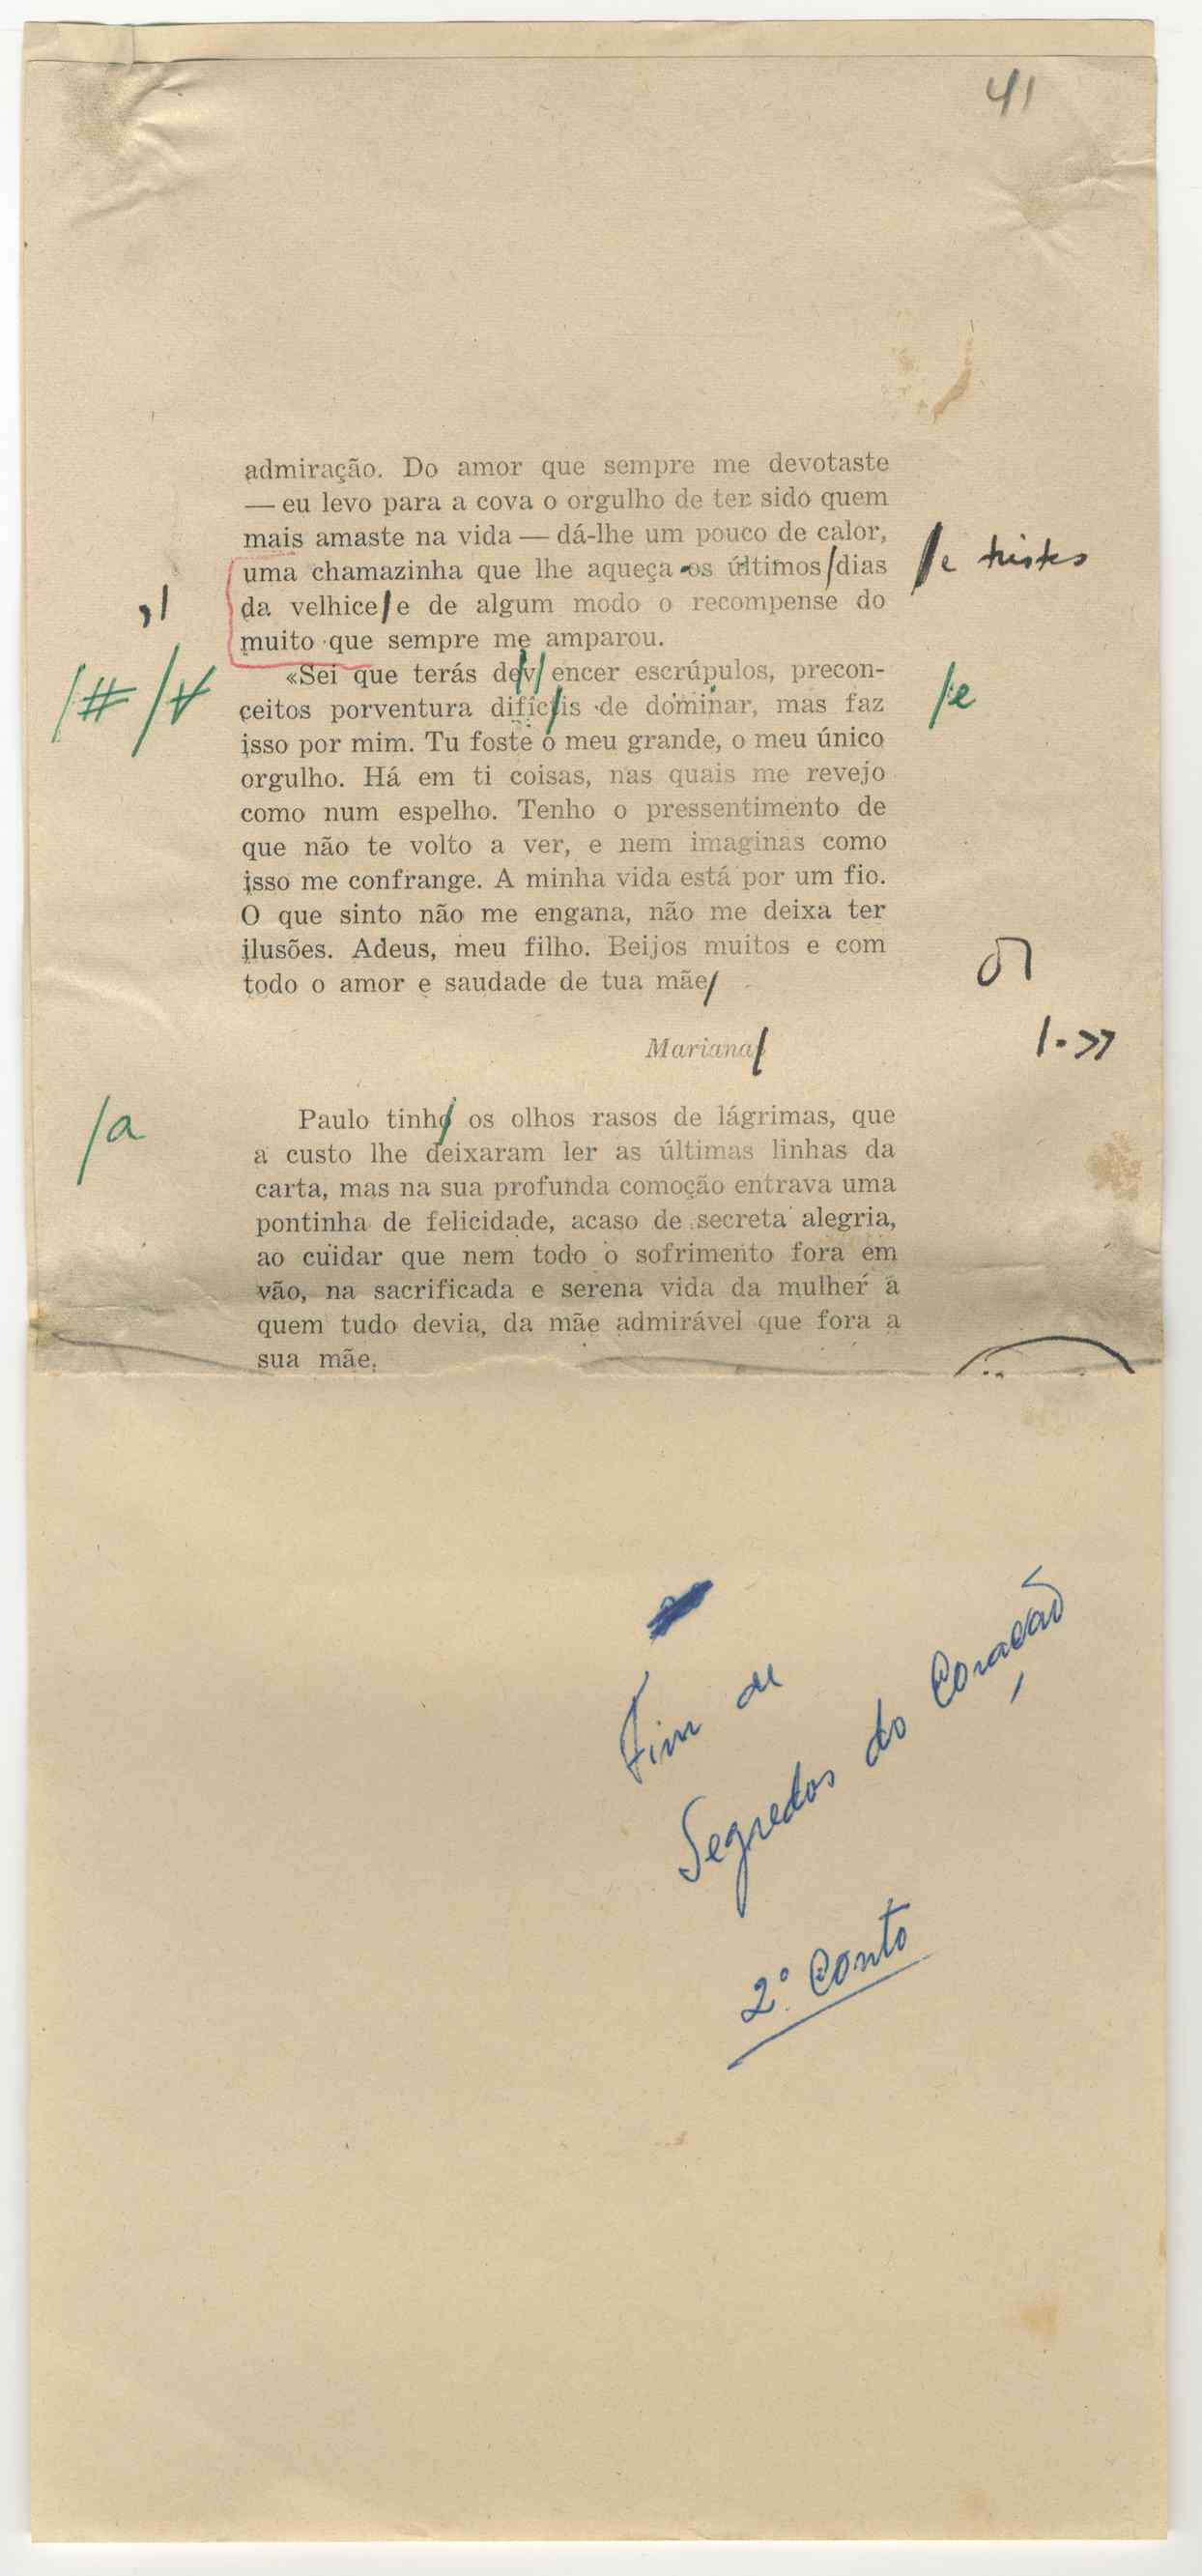 41
admiração. Do amor que sempre me devotaste
— eu levo para a cova o orgulho de ter sido quem
mais amaste na vida — dá-lhe um pouco de calor,
uma chamazinha que lhe aqueça os últimos/dias /e tristes
,/ da velhice/e de algum modo o recompense do
muito que sempre me amparou.
/#/v «Sei que terás dev/encer escrúpulos, precon-
ceitos porventura difíc/is de dominar, mas faz /e
isso por mim. Tu foste o meu grande, o meu único
orgulho. Há em ti coisas, nas quais me revejo
como num espelho. Tenho o pressentimento de
que não te volto a ver, e nem imaginas como
isso me confrange. A minha vida está por um fio.
O que sinto não me engana, não me deixa ter
ilusões. Adeus, meu filho. Beijos muitos e com
todo o amor e saudade de tua mãe/
Mariana/ /.»
/a Paulo tinh/ os olhos rasos de lágrimas, que
a custo lhe deixaram ler as últimas linhas da
carta, mas na sua profunda comoção entrava uma
pontinha de felicidade, acaso de secreta alegria,
ao cuidar que nem todo o sofrimento fora em
vão, na sacrificada e serena vida da mulher a
quem tudo devia, da mãe admirável que fora a
sua mãe.
Fim de
Segredos do Coração
2.º Conto